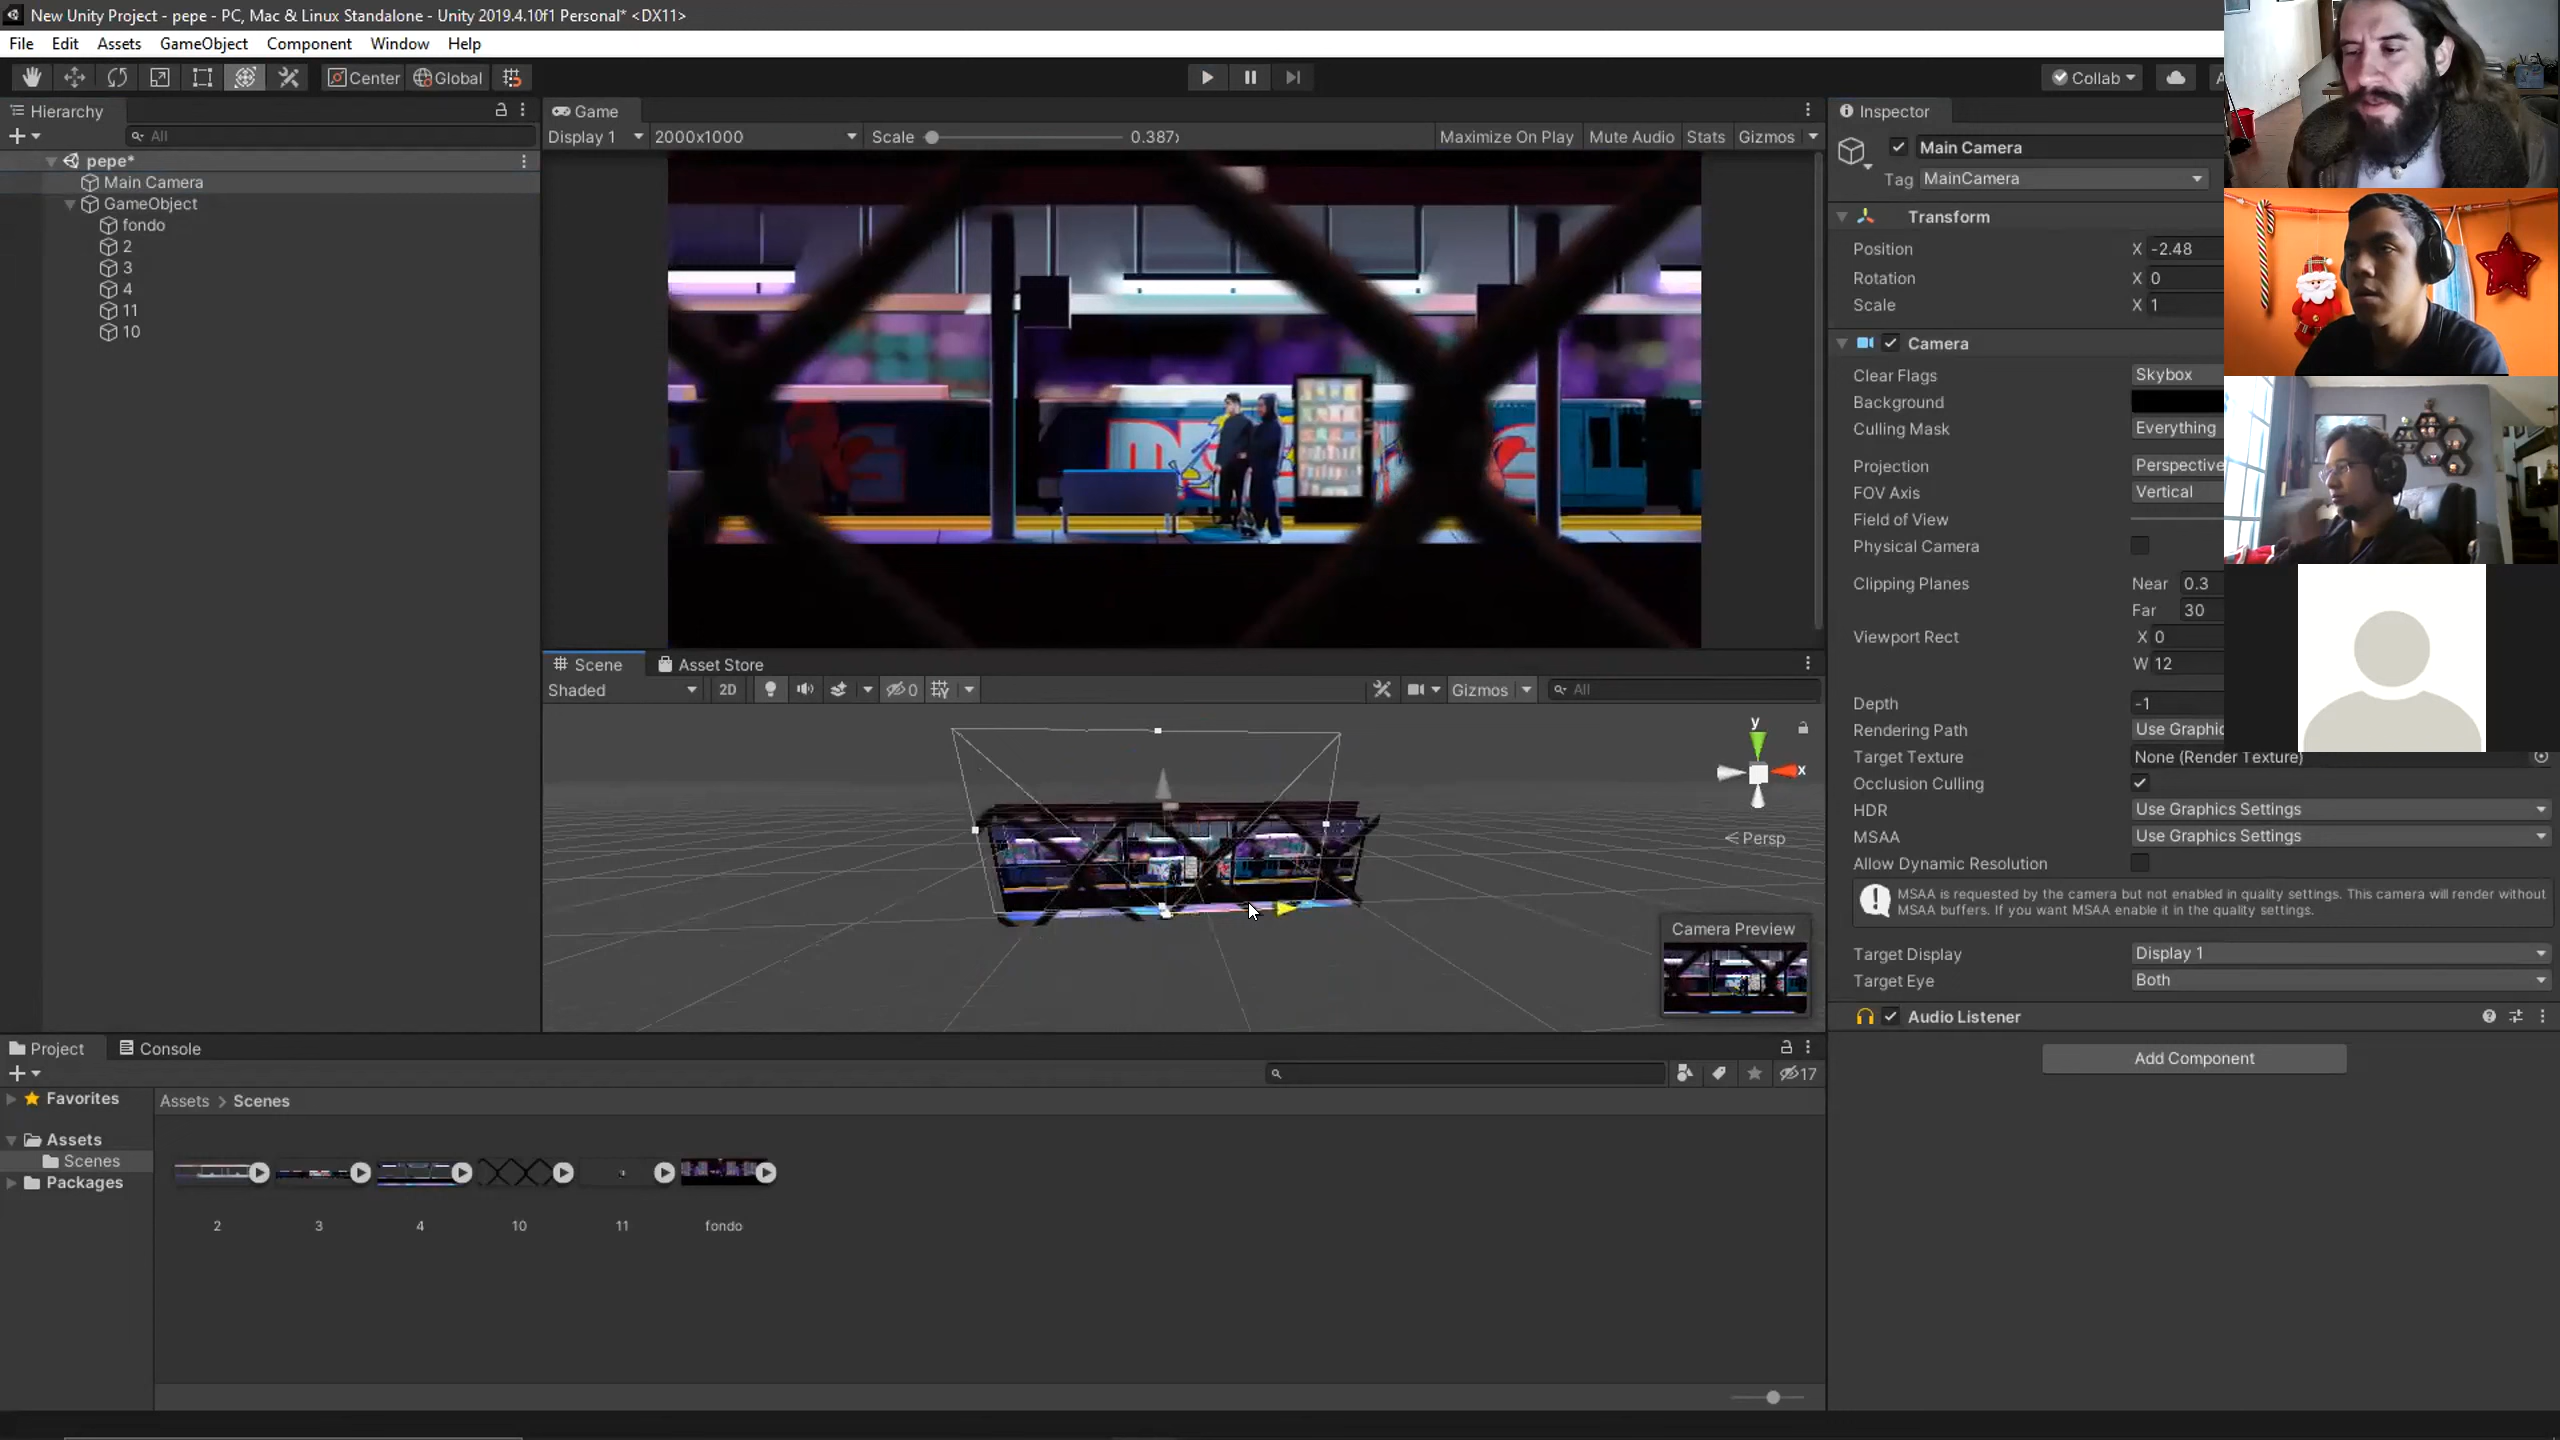 New Unity Project - pepe - PC, Mac & Linux Standalone - Unity 2019.4.10f1 Personal* <DX11>
File Edit Assets GameObject Component Window Help
Center Global Collab
Hierarchy
All
pepe*
Main Camera
GameObject
fondo
2
3
4
11
10
Game
Display 1 2000x1000 Scale 0.387x Maximize On Play Mute Audio Stats Gizmos
Scene Asset Store
Shaded 2D 0 Gizmos All
y
x
Persp
Camera Preview
Inspector
Main Camera
Tag MainCamera
Transform
Position X -2.48
Rotation X 0
Scale X 1
Camera
Clear Flags Skybox
Background
Culling Mask Everything
Projection Perspective
FOV Axis Vertical
Field of View
Physical Camera
Clipping Planes Near 0.3
Far 30
Viewport Rect X 0
W 12
Depth -1
Rendering Path Use Graphic
Target Texture None (Render Texture)
Occlusion Culling
HDR Use Graphics Settings
MSAA Use Graphics Settings
Allow Dynamic Resolution
MSAA is requested by the camera but not enabled in quality settings. This camera will render without
MSAA buffers. If you want MSAA enable it in the quality settings.
Target Display Display 1
Target Eye Both
Audio Listener
Add Component
Project Console
17
Favorites
Assets
Scenes
Packages
Assets > Scenes
2 3 4 10 11 fondo